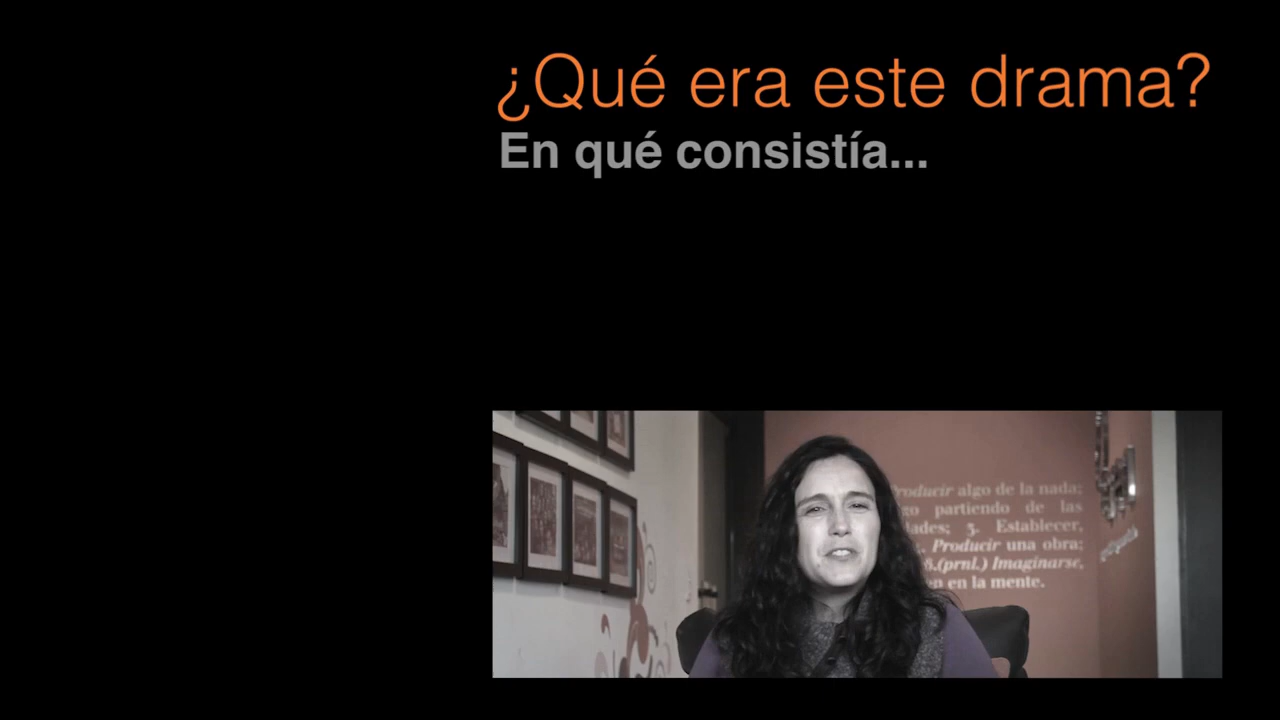 ¿Qué era este drama?
En qué consistía...
Producir algo de la nada;
partiendo de las
3. Establecer,
Producir una obra;
8.(prnl.) Imaginarse,
en la mente.